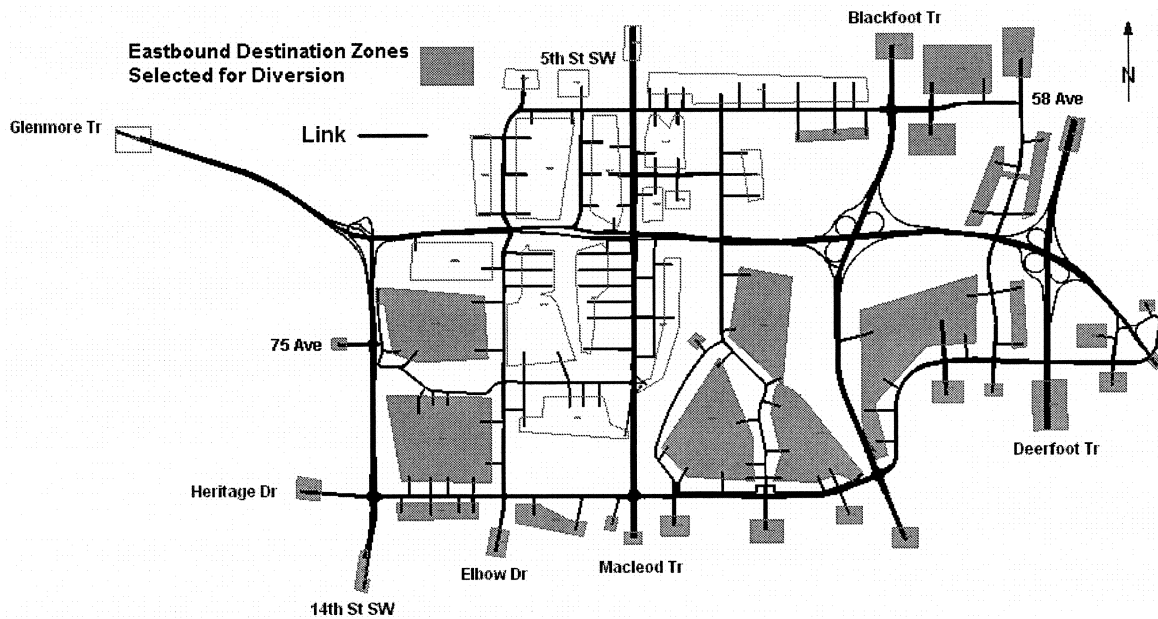 Blackfoot Tr
Eastbound Destination Zones
Selected for Diversion
5th St SW
N
58 Ave
Glenmore Tr
Link
75 Ave
Deerfoot Tr
Heritage Dr
Elbow Dr
Macleod Tr
14th St SW